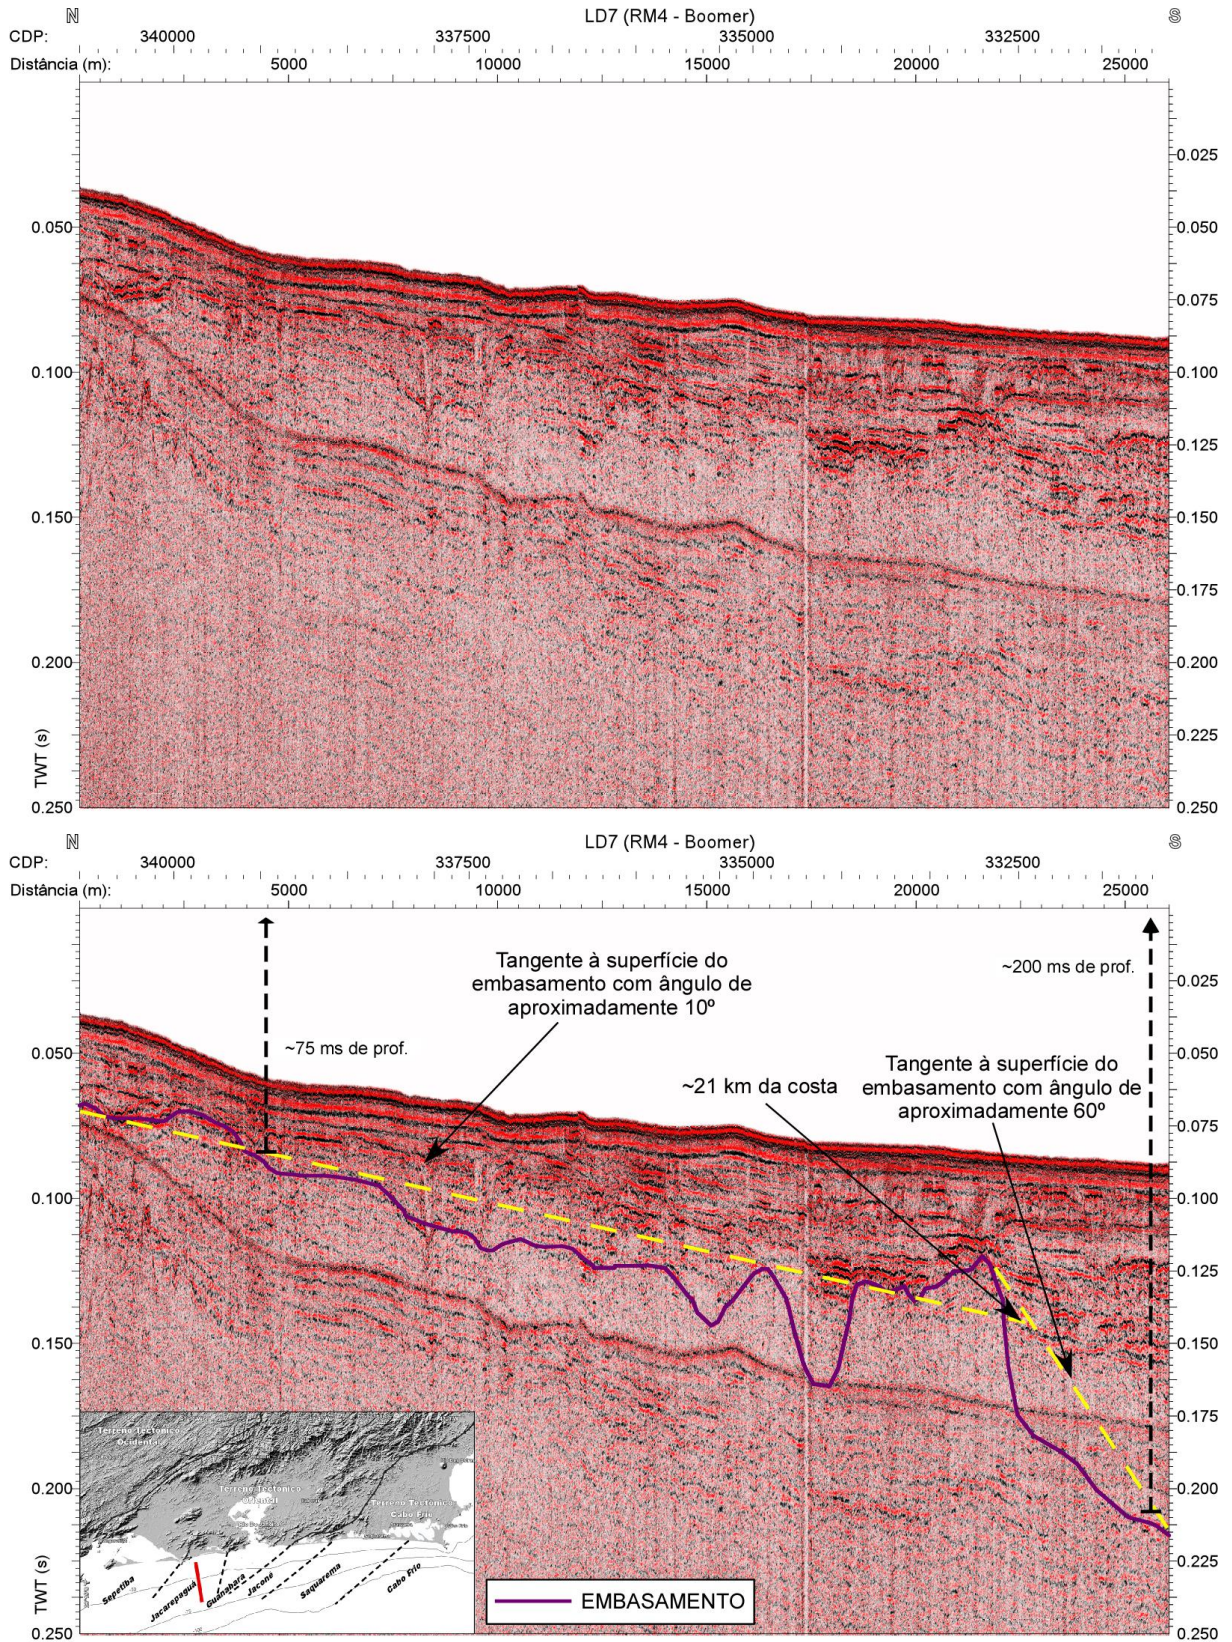 N LD7 (RM4 - Boomer) S
CDP: 340000 337500 335000 332500
Distância (m): 5000 10000 15000 20000 25000
0.025
0.050 0.050
0.075
0.100 0.100
0.125
0.150 0.150
0.175
0.200 0.200
0.225
TWT (s)
0.250 0.250
N LD7 (RM4 - Boomer) S
CDP: 340000 337500 335000 332500
Distância (m): 5000 10000 15000 20000 25000
Tangente à superfície do
embasamento com ângulo de
aproximadamente 10º
~200 ms de prof.
0.025
~75 ms de prof.
0.050 0.050
Tangente à superfície do
embasamento com ângulo de
aproximadamente 60º
~21 km da costa
0.075
0.100 0.100
0.125
0.150 0.150
0.175
Terreno Tectônico
Ocidental
Terreno Tectônico
Oriental
Terreno Tectônico
Cabo Frio
0.200 0.200
0.225
Sepetiba
Jacarepaguá
Guanabara
Jaconé
Saquarema
Cabo Frio
EMBASAMENTO
TWT (s)
0.250 0.250